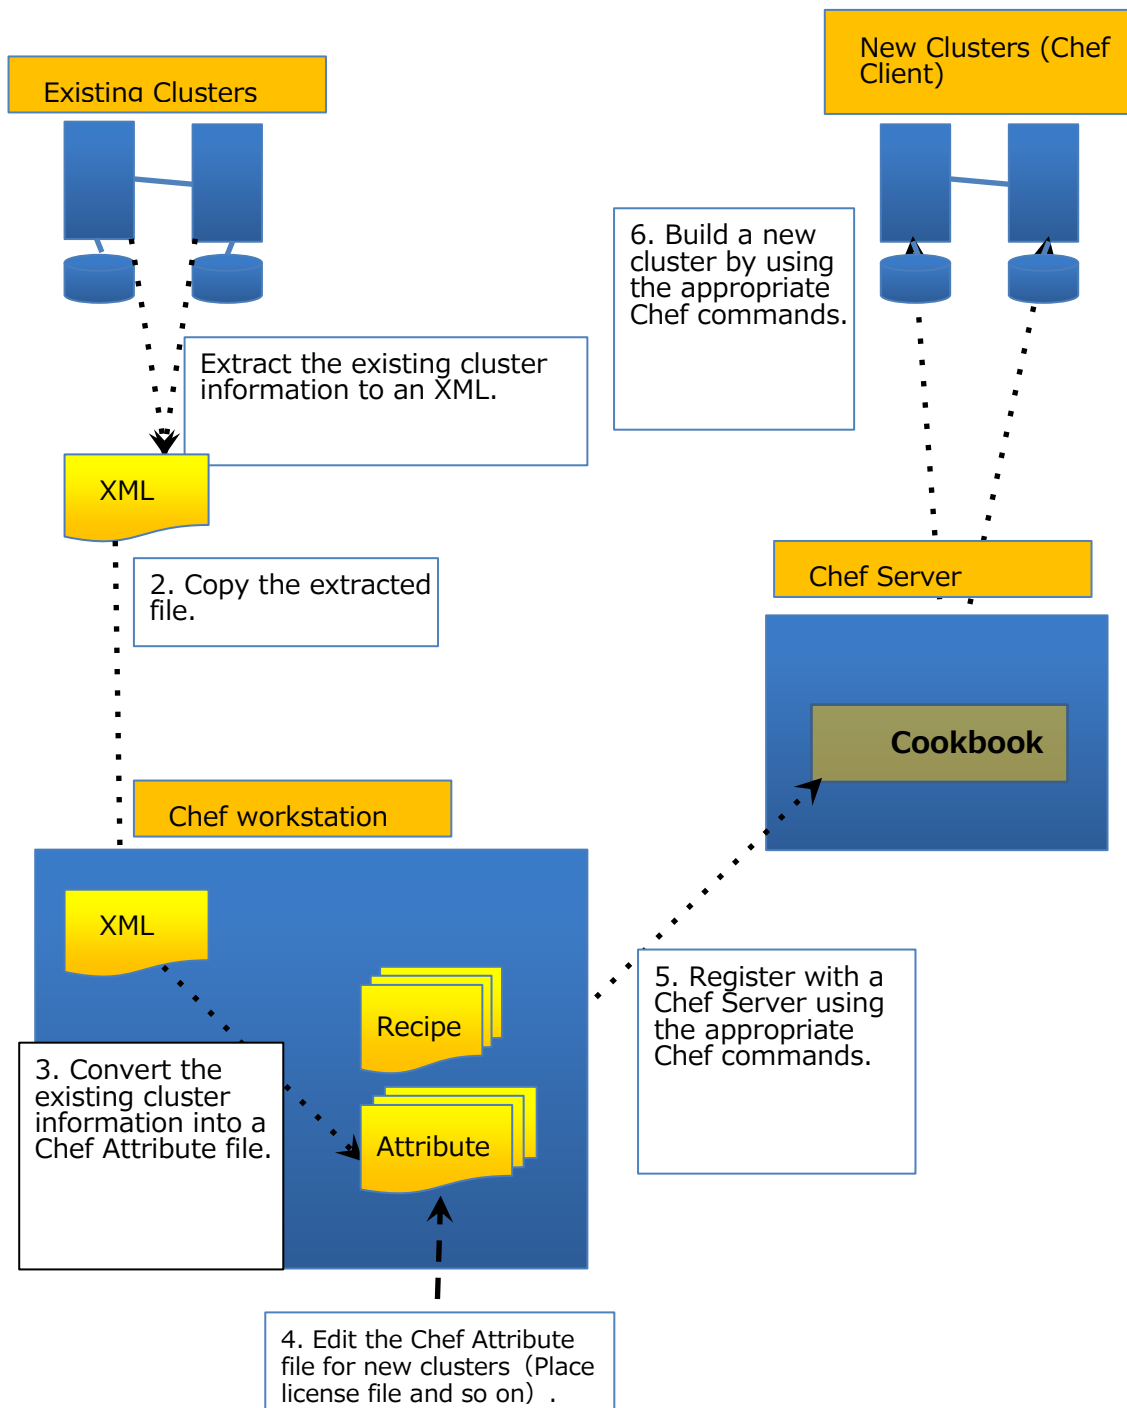 Existing Clusters
New Clusters (Chef
Client)
Extract the existing cluster
information to an XML.
6. Build a new
cluster by using
the appropriate
Chef commands.
XML
2. Copy the extracted
file.
Chef Server
Cookbook
Chef workstation
XML
Recipe
Attribute
3. Convert the
existing cluster
information into a
Chef Attribute file.
5. Register with a
Chef Server using
the appropriate
Chef commands.
4. Edit the Chef Attribute
file for new clusters（Place
license file and so on）.